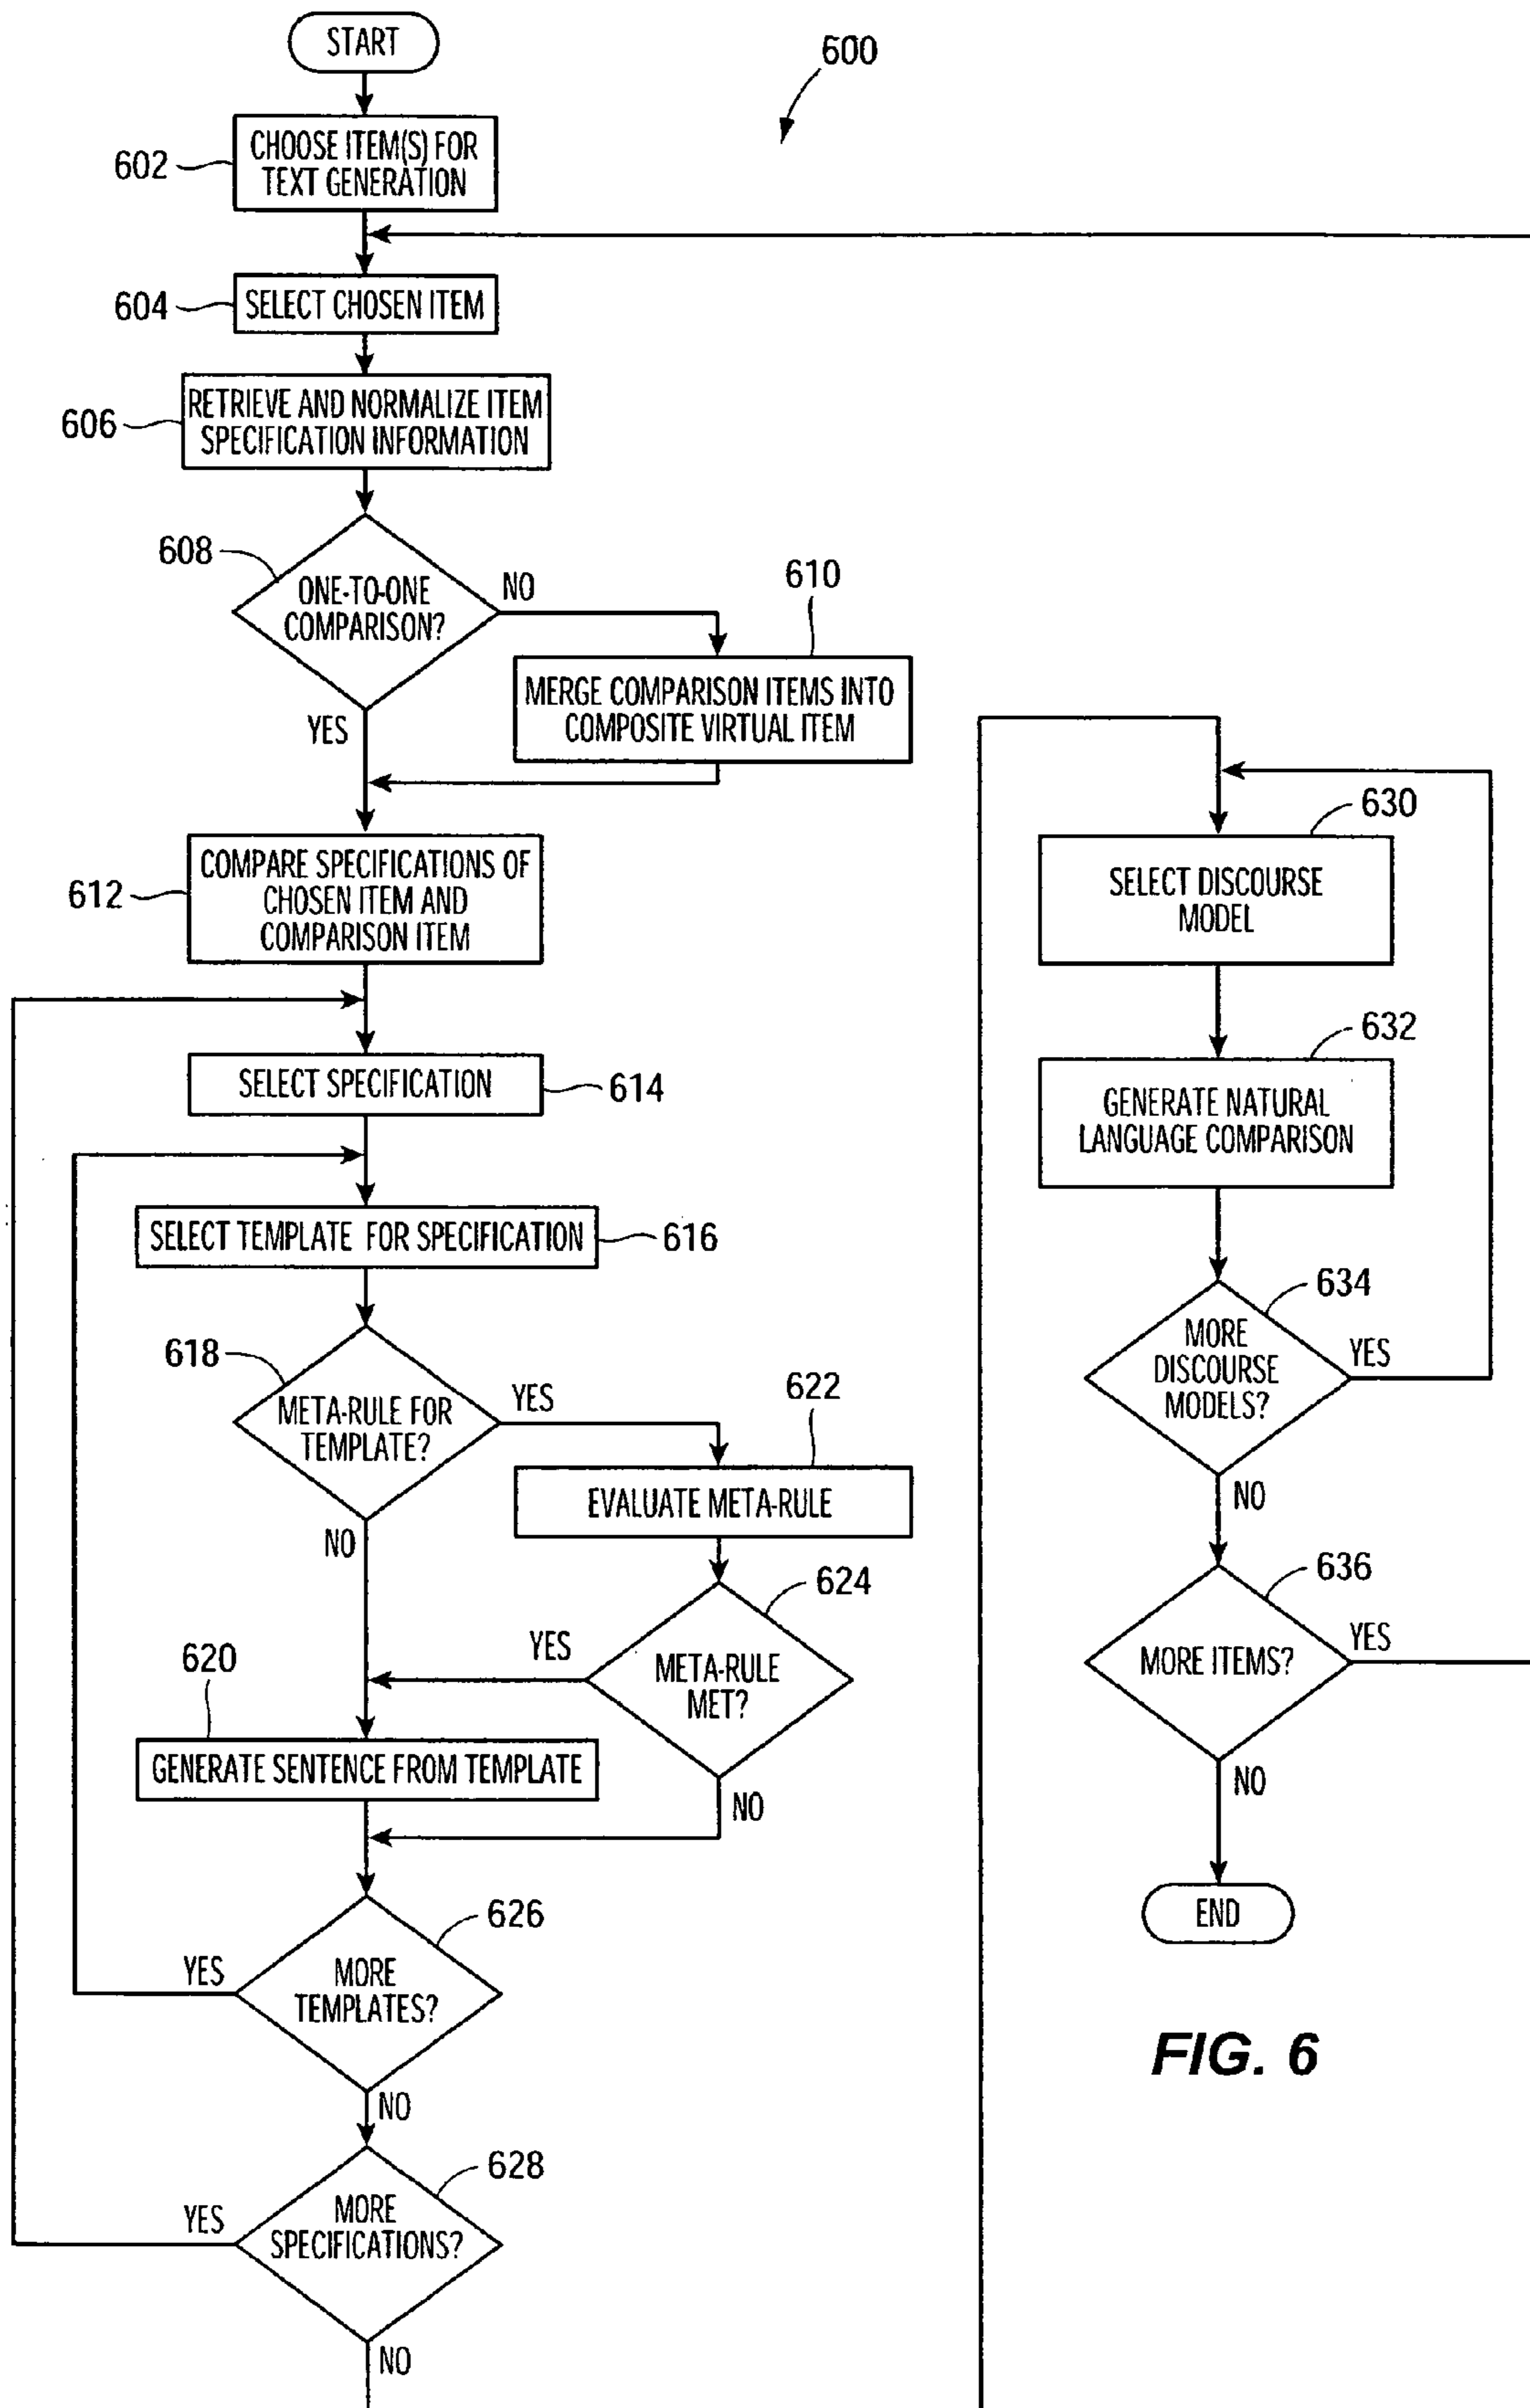 START
600
602
CHOOSE ITEM(S) FOR
TEXT GENERATION
604
SELECT CHOSEN ITEM
606
RETRIEVE AND NORMALIZE ITEM
SPECIFICATION INFORMATION
608
ONE-TO-ONE
COMPARISON?
NO
YES
610
MERGE COMPARISON ITEMS INTO
COMPOSITE VIRTUAL ITEM
612
COMPARE SPECIFICATIONS OF
CHOSEN ITEM AND
COMPARISON ITEM
SELECT SPECIFICATION
614
SELECT TEMPLATE FOR SPECIFICATION
616
618
META-RULE FOR
TEMPLATE?
YES
NO
622
EVALUATE META-RULE
624
META-RULE
MET?
YES
NO
620
GENERATE SENTENCE FROM TEMPLATE
626
MORE
TEMPLATES?
YES
NO
628
MORE
SPECIFICATIONS?
YES
NO
630
SELECT DISCOURSE
MODEL
632
GENERATE NATURAL
LANGUAGE COMPARISON
634
MORE
DISCOURSE
MODELS?
YES
NO
636
MORE ITEMS?
YES
NO
END
FIG. 6